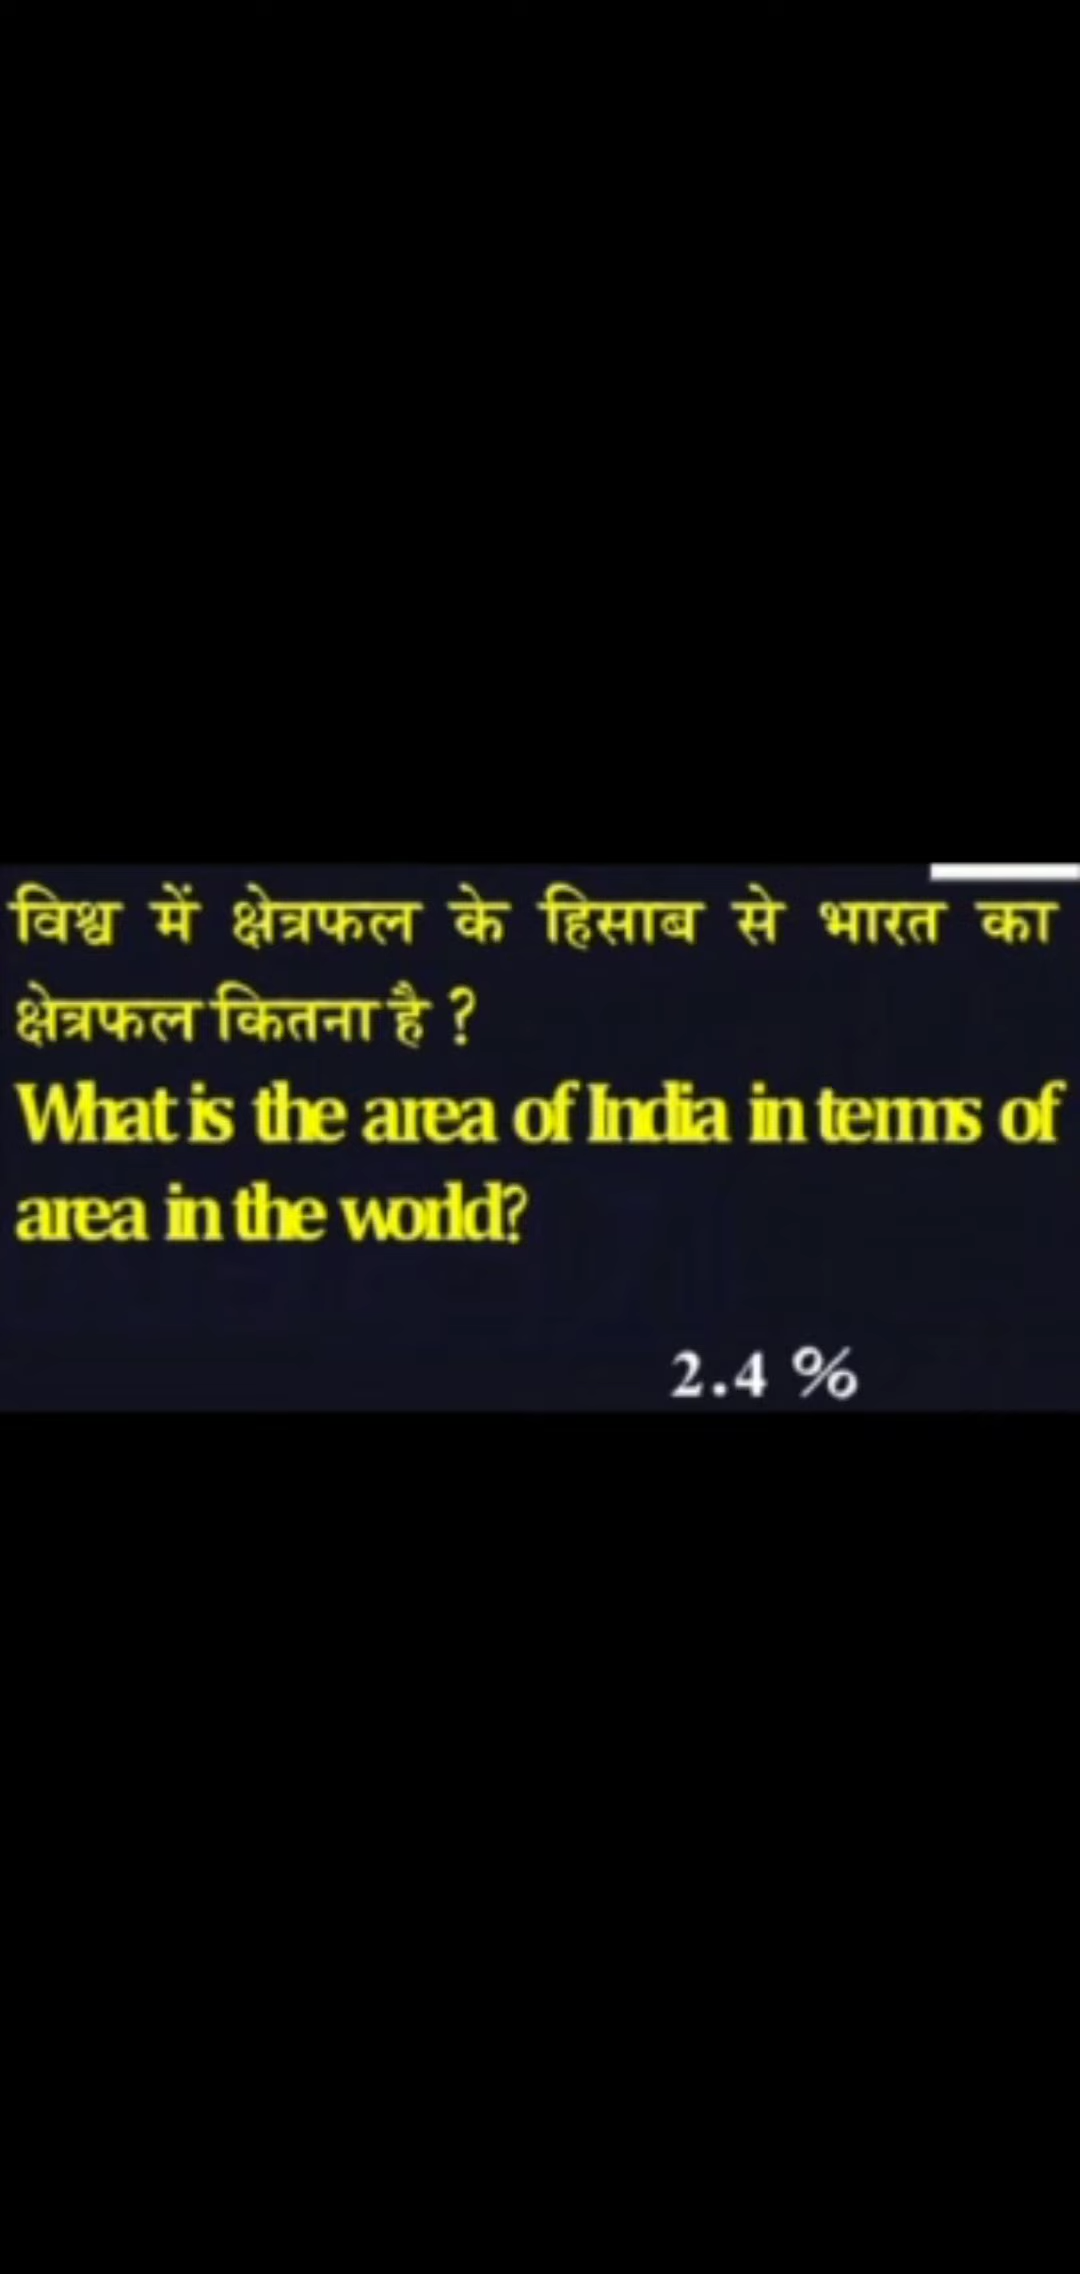 विश्व में क्षेत्रफल के हिसाब से भारत का
क्षेत्रफल कितना है ?
What is the area of India in terms of
area in the world?
2.4 %